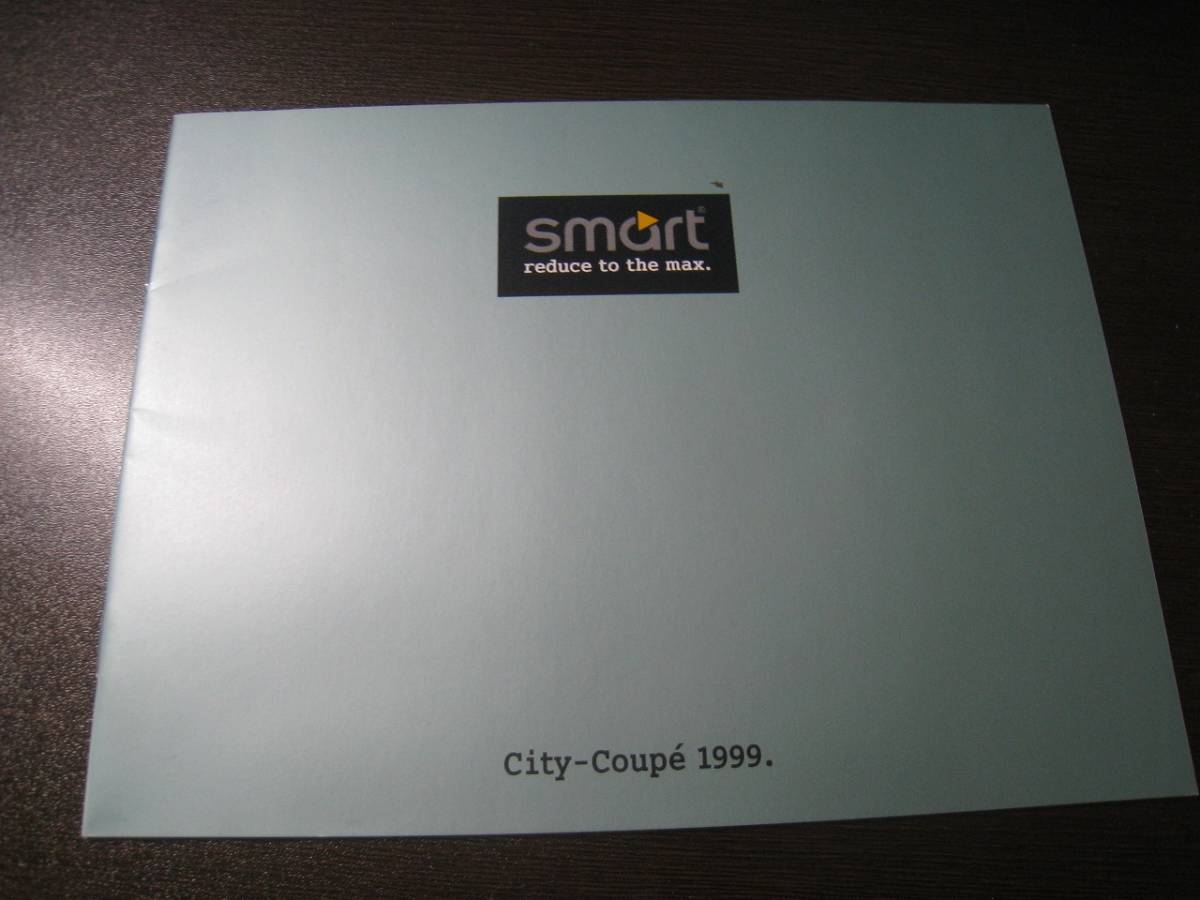 smart®
reduce to the max.
City-Coupé 1999.